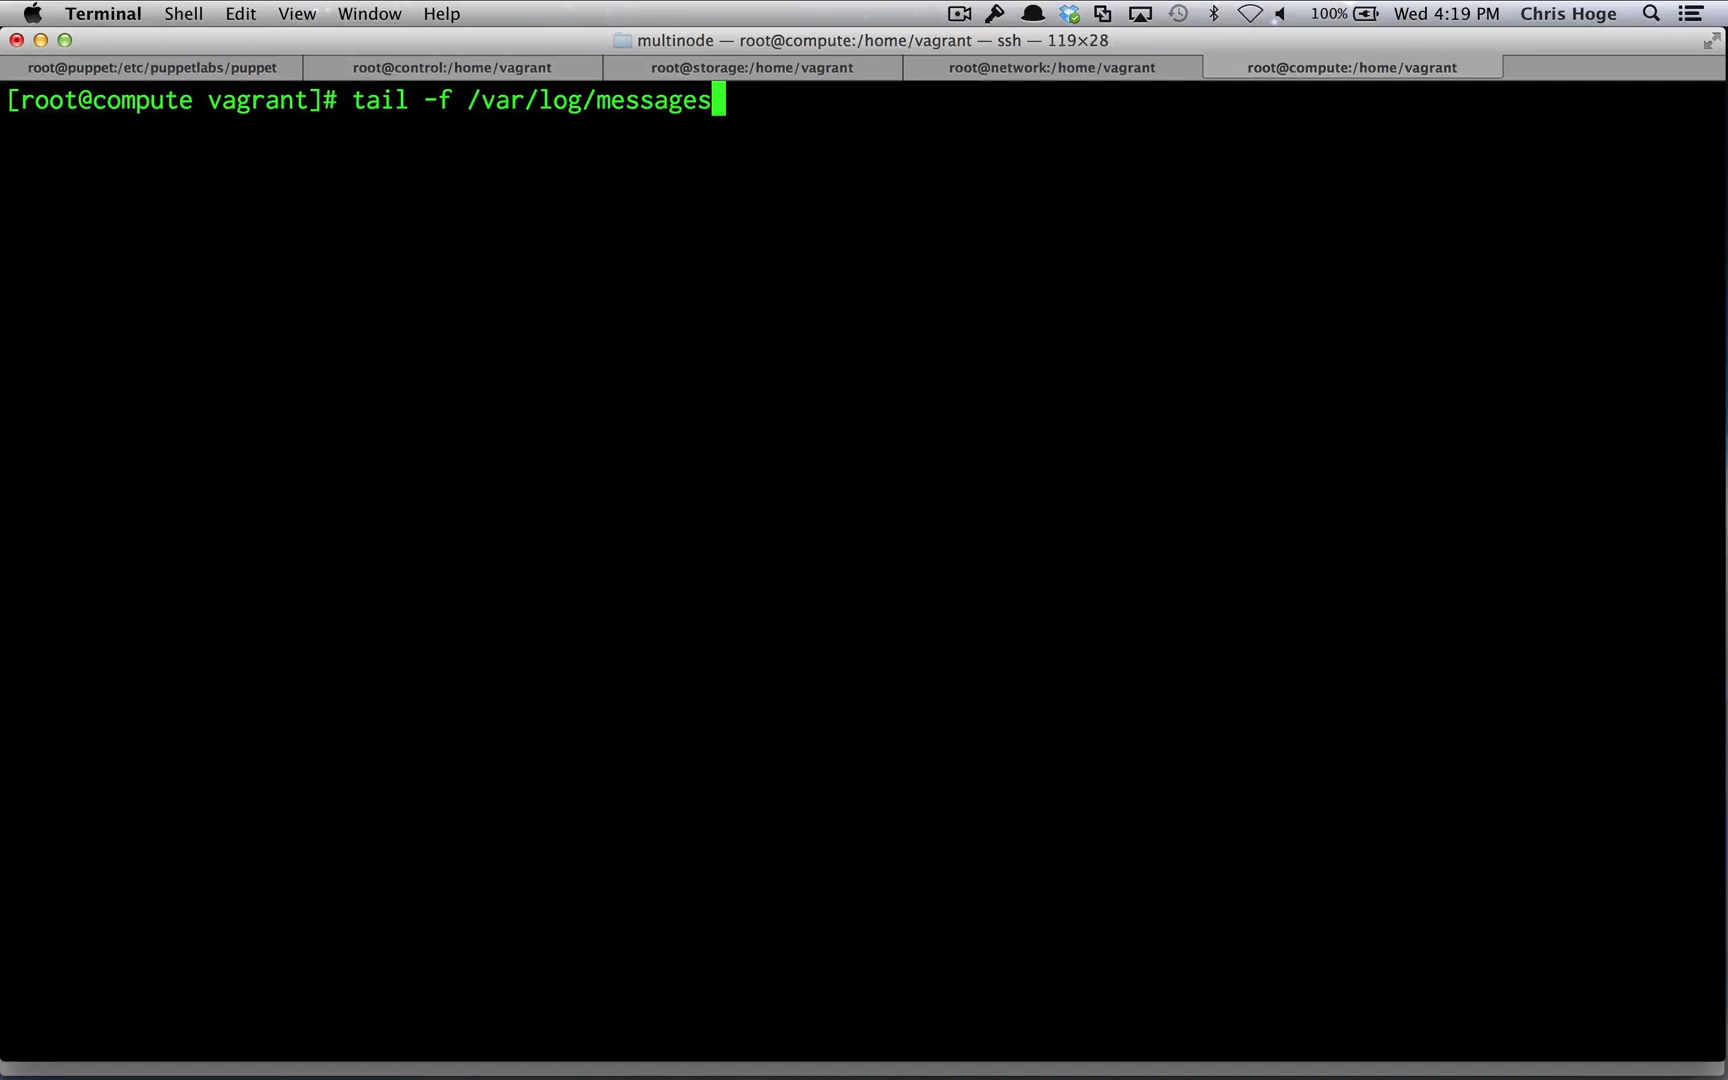 Terminal Shell Edit View Window Help 100% Wed 4:19 PM Chris Hoge
multinode — root@compute:/home/vagrant — ssh — 119×28
root@puppet:/etc/puppetlabs/puppet root@control:/home/vagrant root@storage:/home/vagrant root@network:/home/vagrant root@compute:/home/vagrant
[root@compute vagrant]# tail -f /var/log/messages